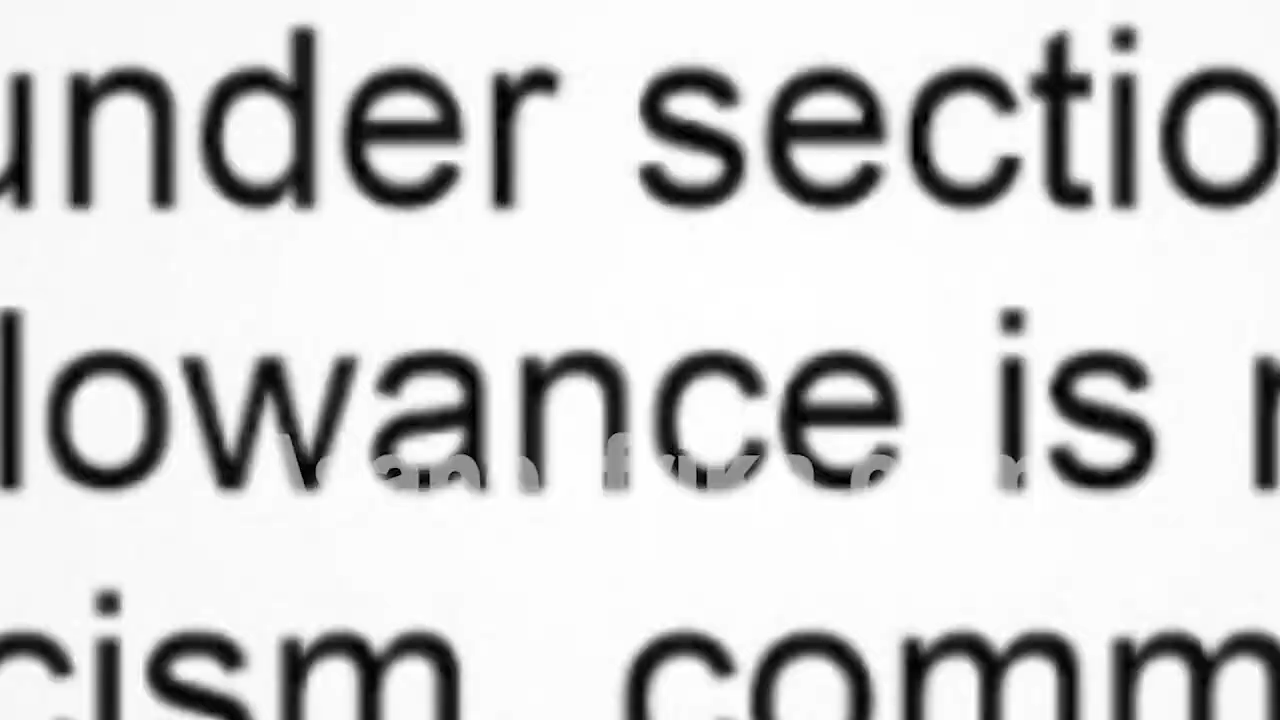 under sectio
lowance is
cism comm